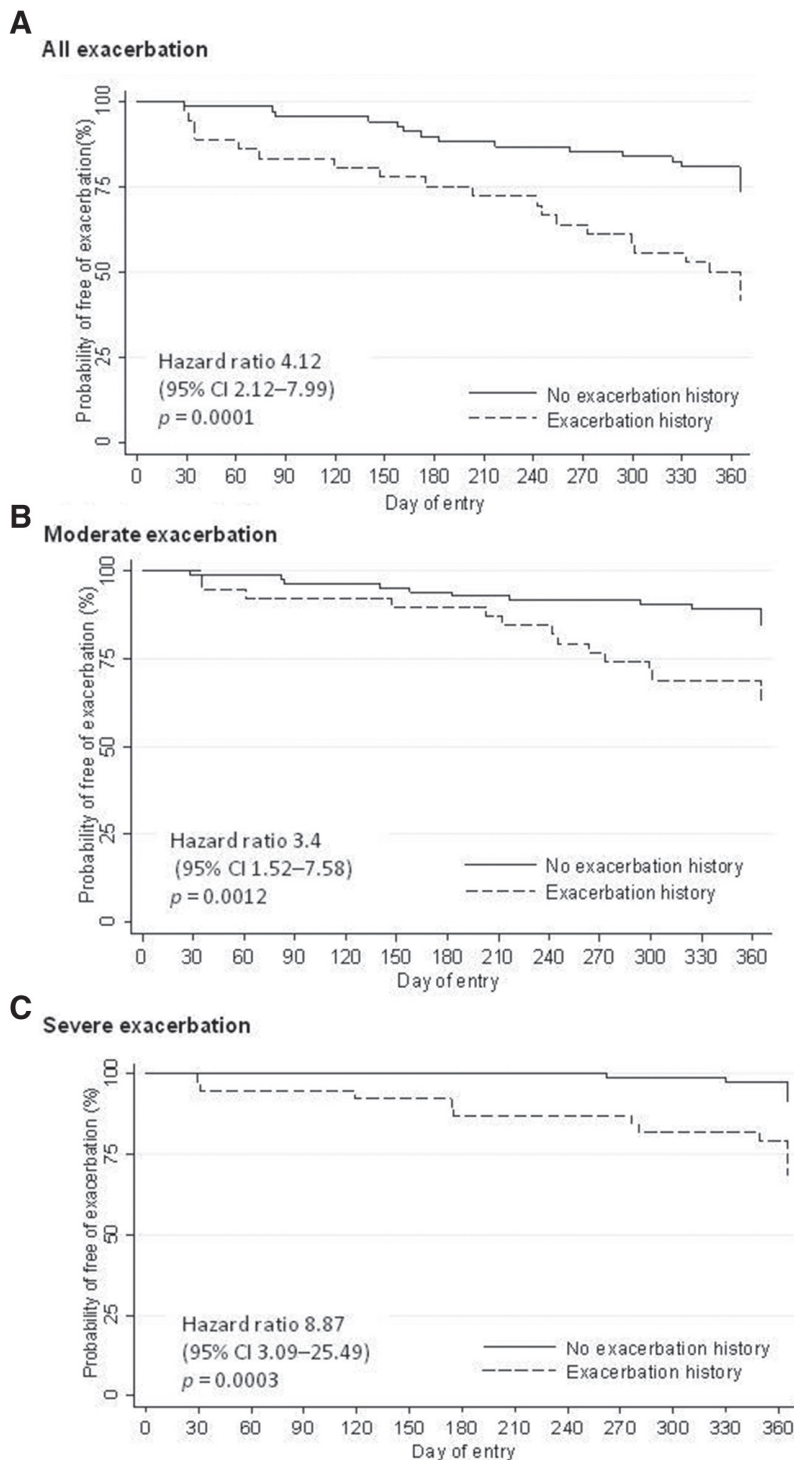 A
All exacerbation
Probability of free of exacerbation(%)
100
75
50
25
0
Hazard ratio 4.12
(95% CI 2.12–7.99)
p = 0.0001
No exacerbation history
Exacerbation history
0 30 60 90 120 150 180 210 240 270 300 330 360
Day of entry
B
Moderate exacerbation
Probability of free of exacerbation (%)
100
75
50
25
0
Hazard ratio 3.4
(95% CI 1.52–7.58)
p = 0.0012
No exacerbation history
Exacerbation history
0 30 60 90 120 150 180 210 240 270 300 330 360
Day of entry
C
Severe exacerbation
Probability of free of exacerbation (%)
100
75
50
25
0
Hazard ratio 8.87
(95% CI 3.09–25.49)
p = 0.0003
No exacerbation history
Exacerbation history
0 30 60 90 120 150 180 210 240 270 300 330 360
Day of entry